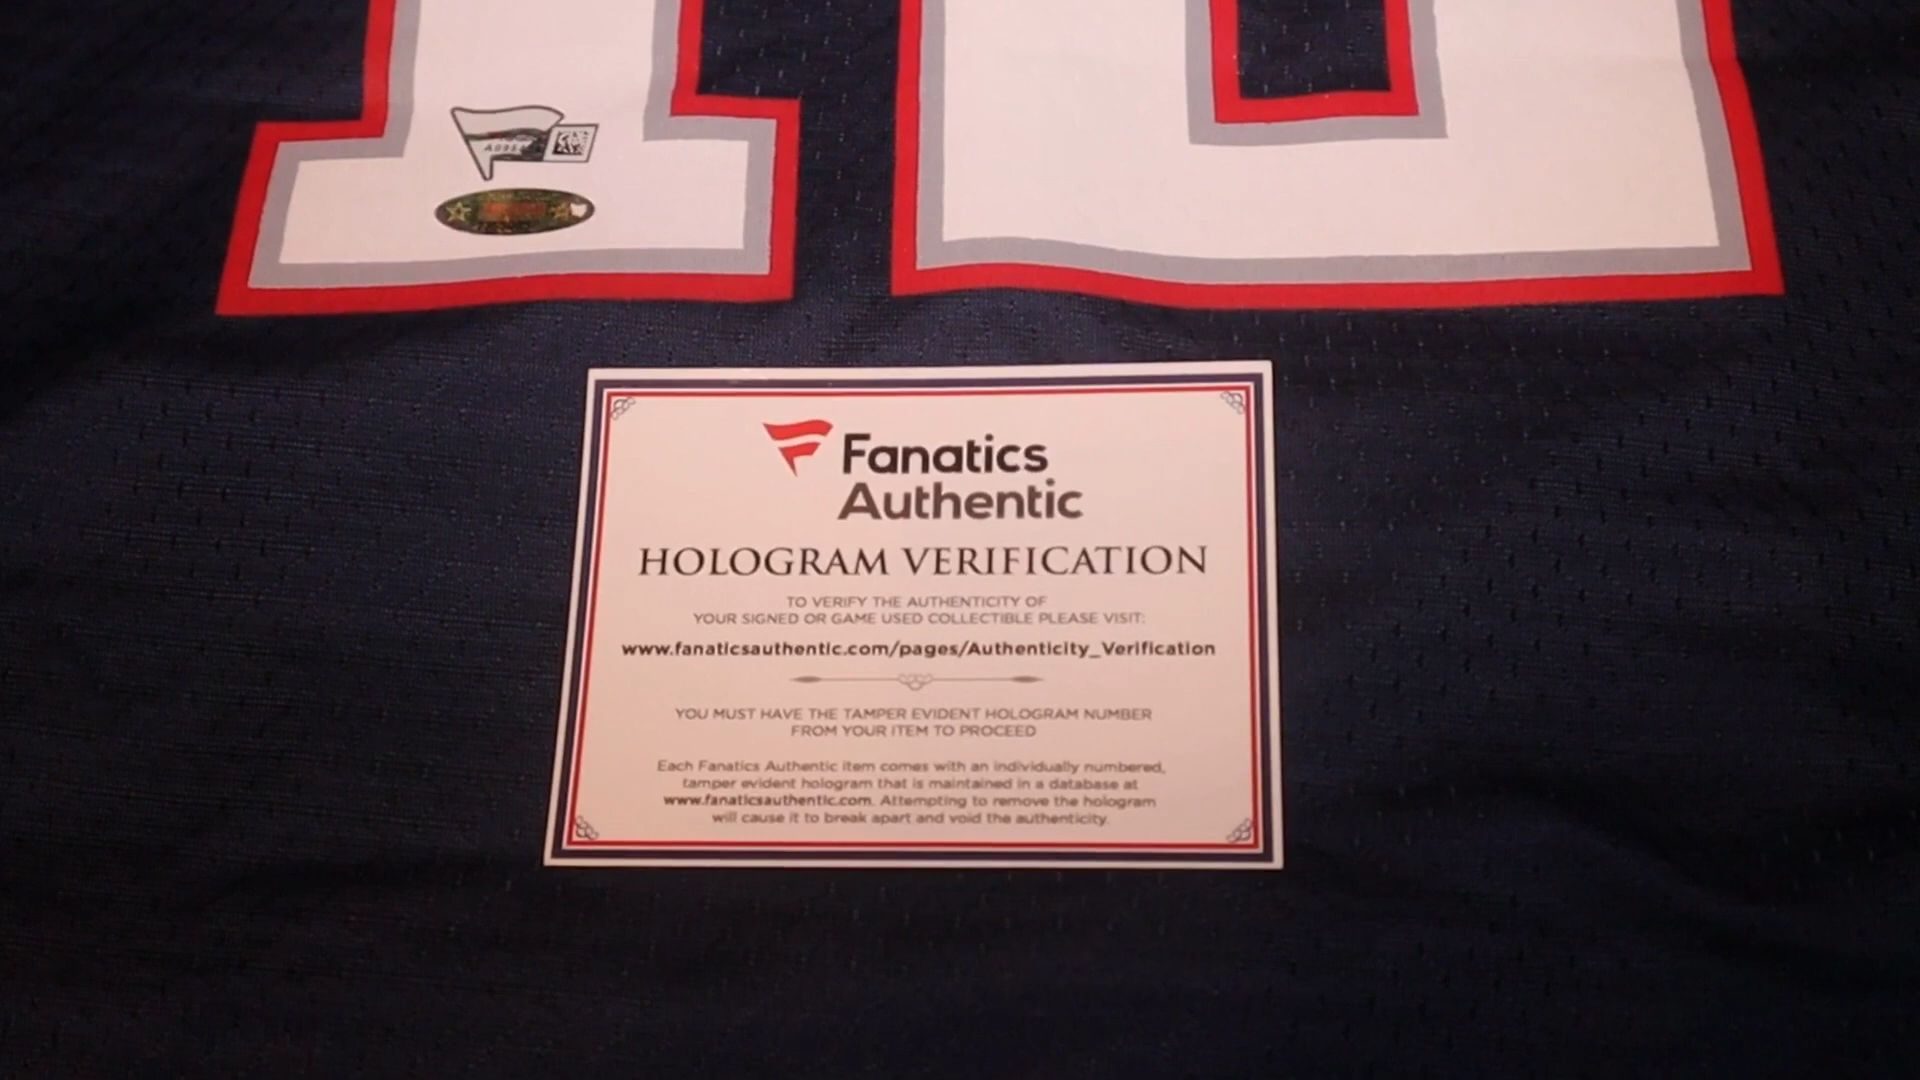 Fanatics
Authentic
HOLOGRAM VERIFICATION
TO VERIFY THE AUTHENTICITY OF
YOUR SIGNED OR GAME USED COLLECTIBLE PLEASE VISIT:
www.fanaticsauthentic.com/pages/Authenticity_Verification
YOU MUST HAVE THE TAMPER EVIDENT HOLOGRAM NUMBER
FROM YOUR ITEM TO PROCEED
Each Fanatics Authentic item comes with an individually numbered,
tamper evident hologram that is maintained in a database at
www.fanaticsauthentic.com. Attempting to remove the hologram
will cause it to break apart and void the authenticity.